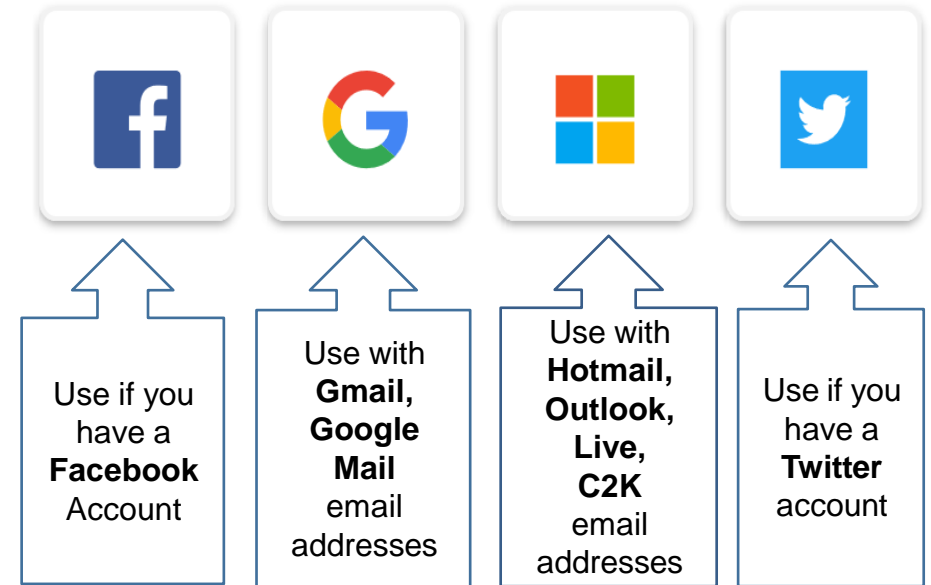 Use if you
have a
Facebook
Account
Use with
Gmail,
Google
Mail
email
addresses
Use with
Hotmail,
Outlook,
Live,
C2K
email
addresses
Use if you
have a
Twitter
account